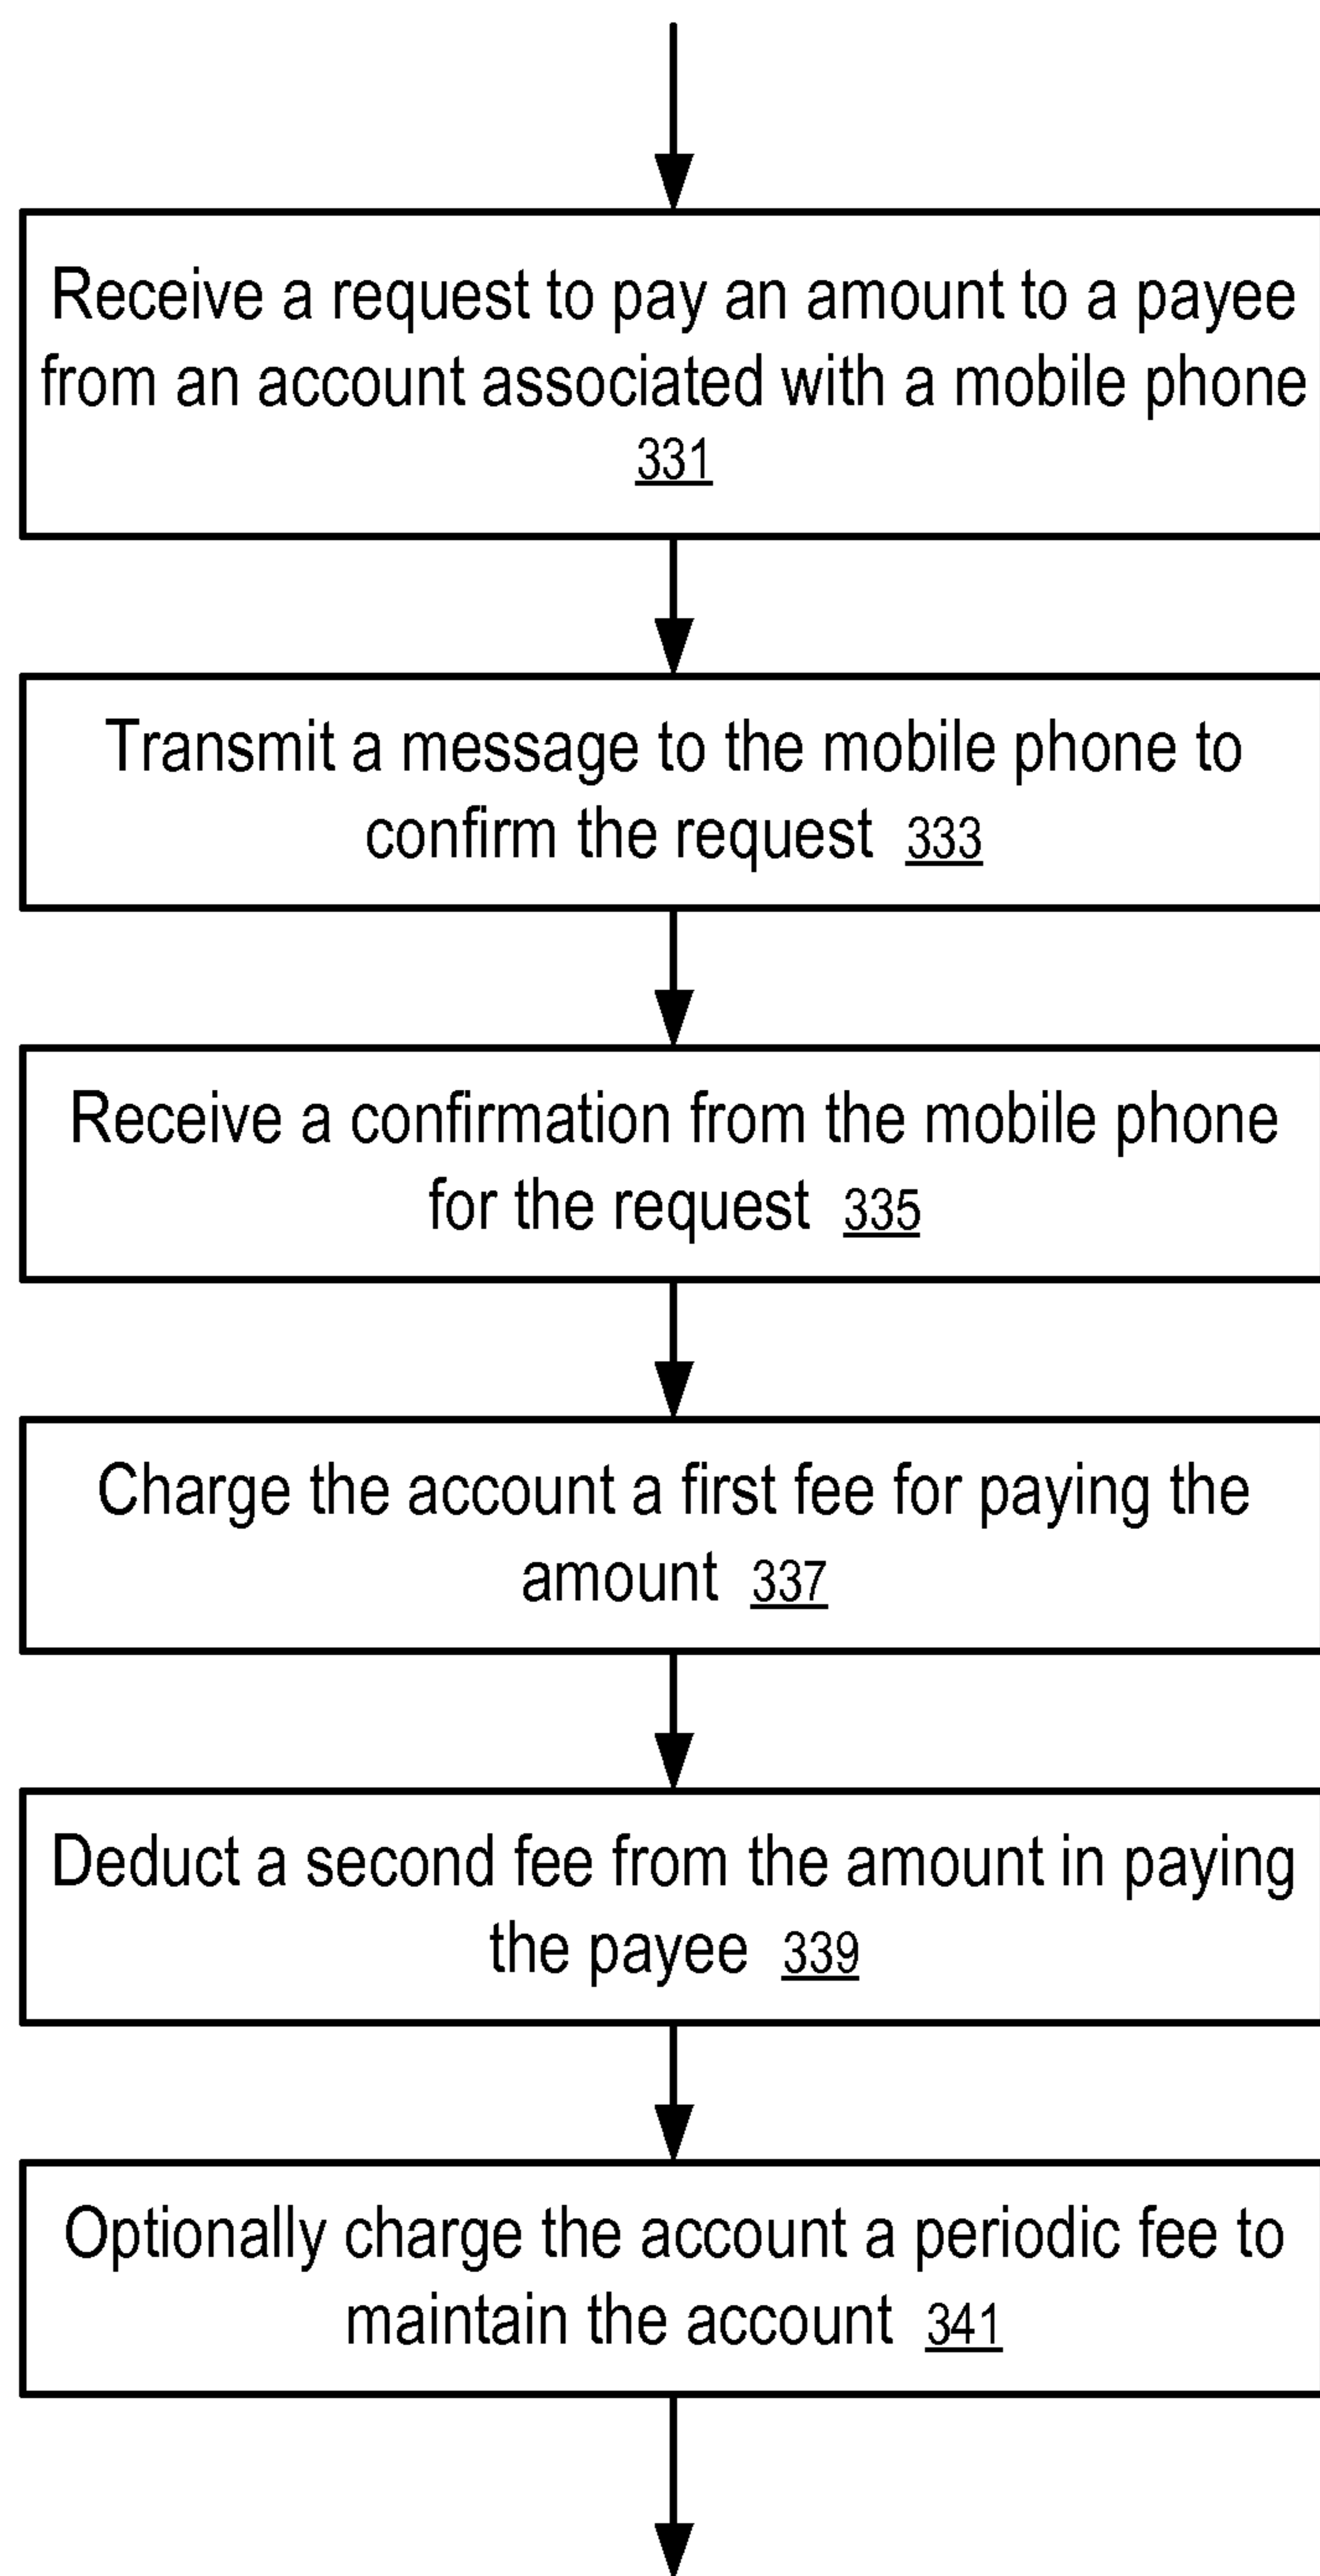 Receive a request to pay an amount to a payee
from an account associated with a mobile phone
331
Transmit a message to the mobile phone to
confirm the request 333
Receive a confirmation from the mobile phone
for the request 335
Charge the account a first fee for paying the
amount 337
Deduct a second fee from the amount in paying
the payee 339
Optionally charge the account a periodic fee to
maintain the account 341